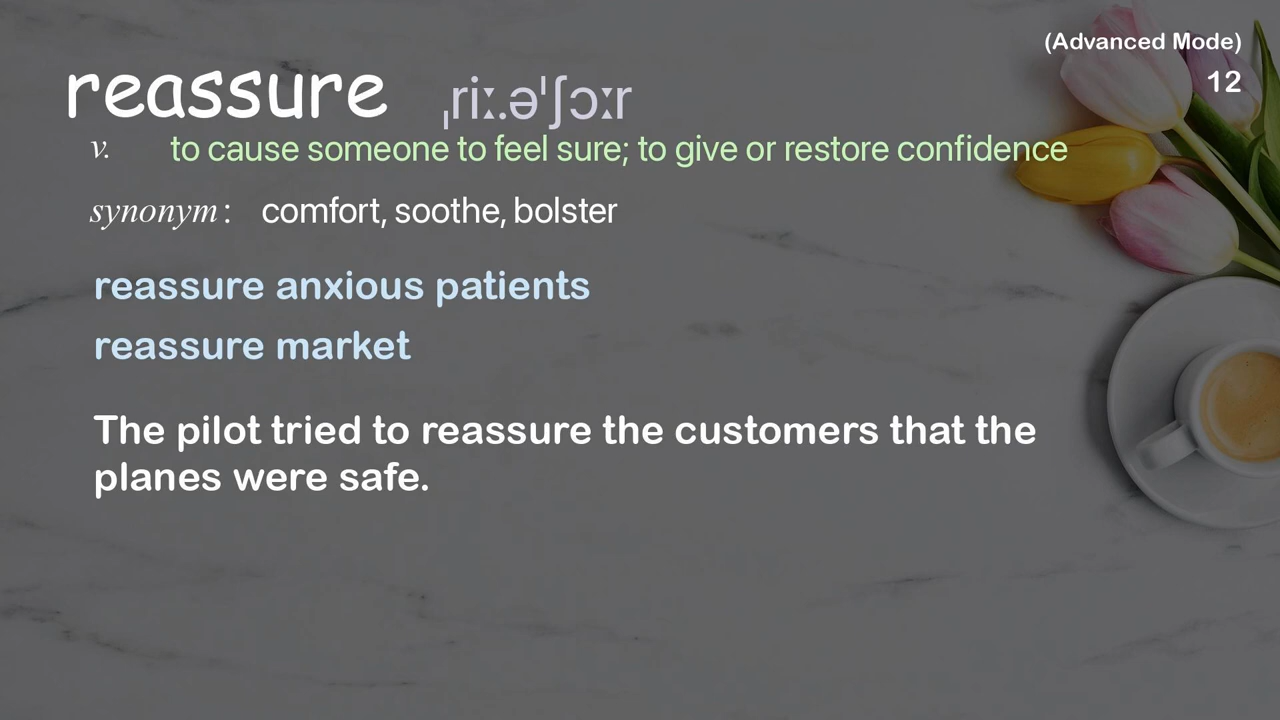 (Advanced Mode)
12
reassure ˌriː.əˈʃɔːr
v. to cause someone to feel sure; to give or restore confidence
synonym: comfort, soothe, bolster
reassure anxious patients
reassure market
The pilot tried to reassure the customers that the
planes were safe.